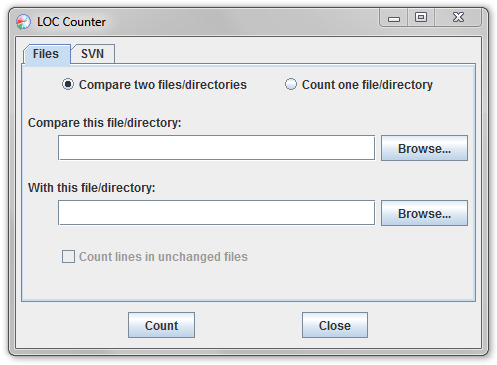 LOC Counter
Files SVN
Compare two files/directories Count one file/directory
Compare this file/directory:
Browse...
With this file/directory:
Browse...
Count lines in unchanged files
Count Close